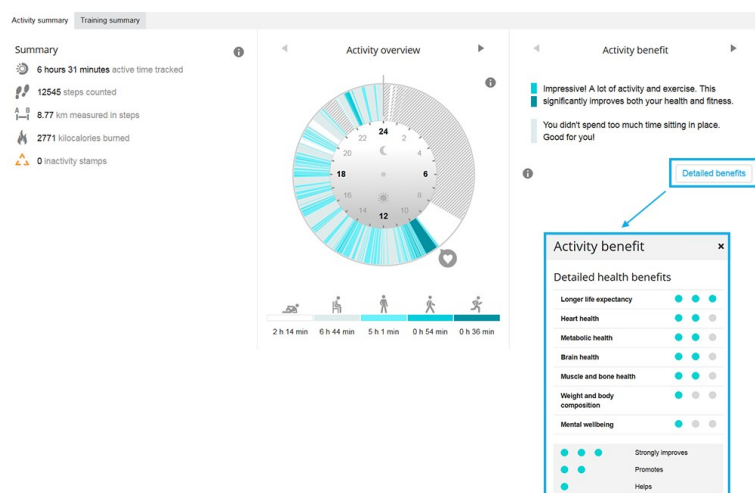 Activity summary
Training summary
Summary
6 hours 31 minutes active time tracked
12545 steps counted
A B
8.77 km measured in steps
2771 kilocalories burned
0 inactivity stamps
Activity overview
24
22
2
20
4
18
6
16
8
14
10
12
2 h 14 min
6 h 44 min
5 h 1 min
0 h 54 min
0 h 36 min
Activity benefit
Impressive! A lot of activity and exercise. This
significantly improves both your health and fitness.
You didn't spend too much time sitting in place.
Good for you!
Detailed benefits
Activity benefit
×
Detailed health benefits
Longer life expectancy
Heart health
Metabolic health
Brain health
Muscle and bone health
Weight and body
composition
Mental wellbeing
Strongly improves
Promotes
Helps